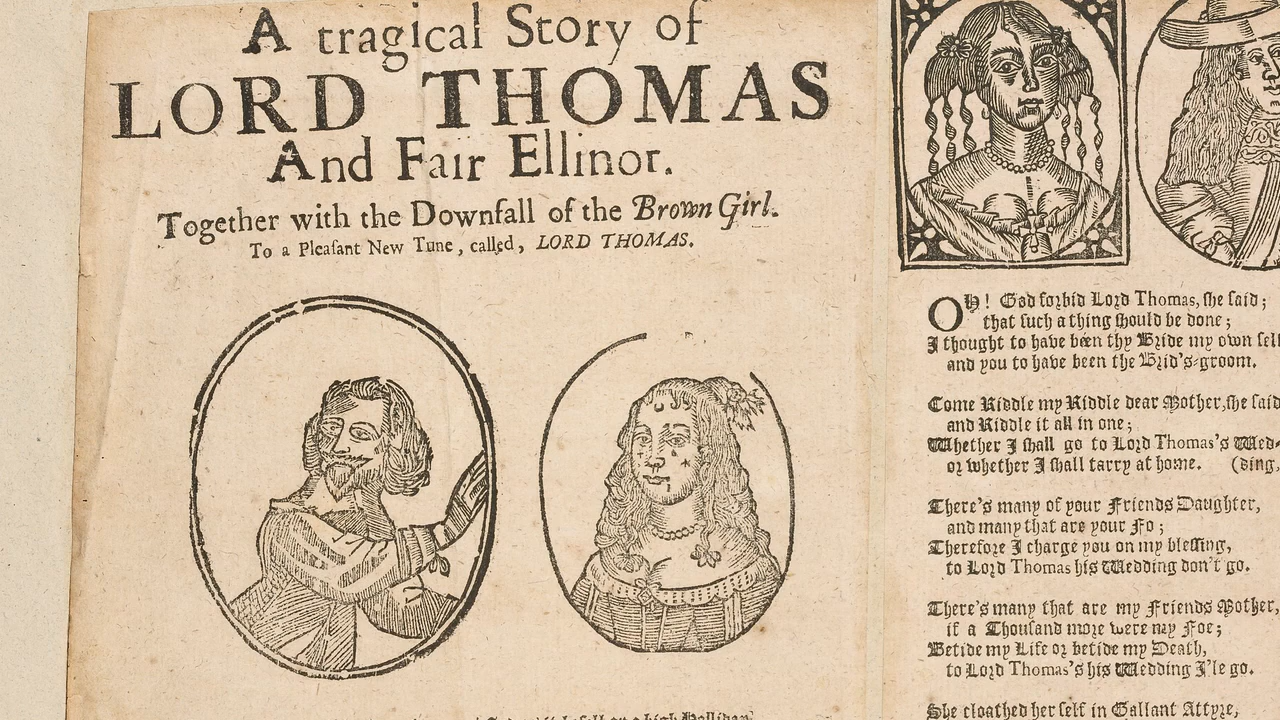 A tragical Story of
LORD THOMAS
And Fair Ellinor.
Together with the Downfall of the Brown Girl.
To a Pleaſant New Tune, called, LORD THOMAS.
OH! God forbid Lord Thomas, ſhe ſaid;
that ſuch a thing ſhould be done;
I thought to have been thy Bride my own ſelf
and you to have been the Brid's-groom.
Come Riddle my Riddle dear Mother, ſhe ſaid
and Riddle it all in one;
Whether I ſhall go to Lord Thomas's Wed-
or whether I ſhall tarry at home. (ding.
There's many of your Friends Daughter,
and many that are your Fo;
Therefore I charge you on my bleſſing,
to Lord Thomas his Wedding don't go.
There's many that are my Friends Mother,
if a Thouſand more were my Foe;
Betide my Life or betide my Death,
to Lord Thomas's his Wedding I'le go.
She cloathed her ſelf in Gallant Attyre,